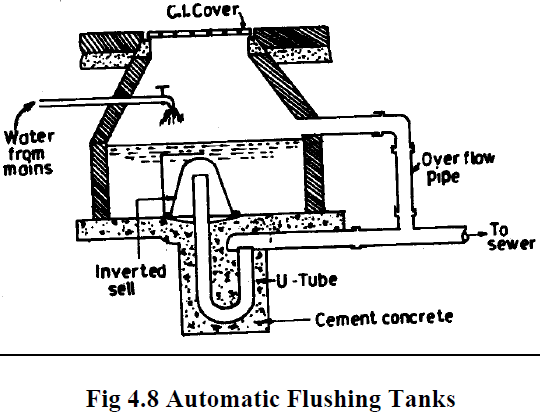 C.I. Cover
Water
from
mains
Over flow
Pipe
To
sewer
Inverted
sell
U-Tube
Cement concrete
Fig 4.8 Automatic Flushing Tanks